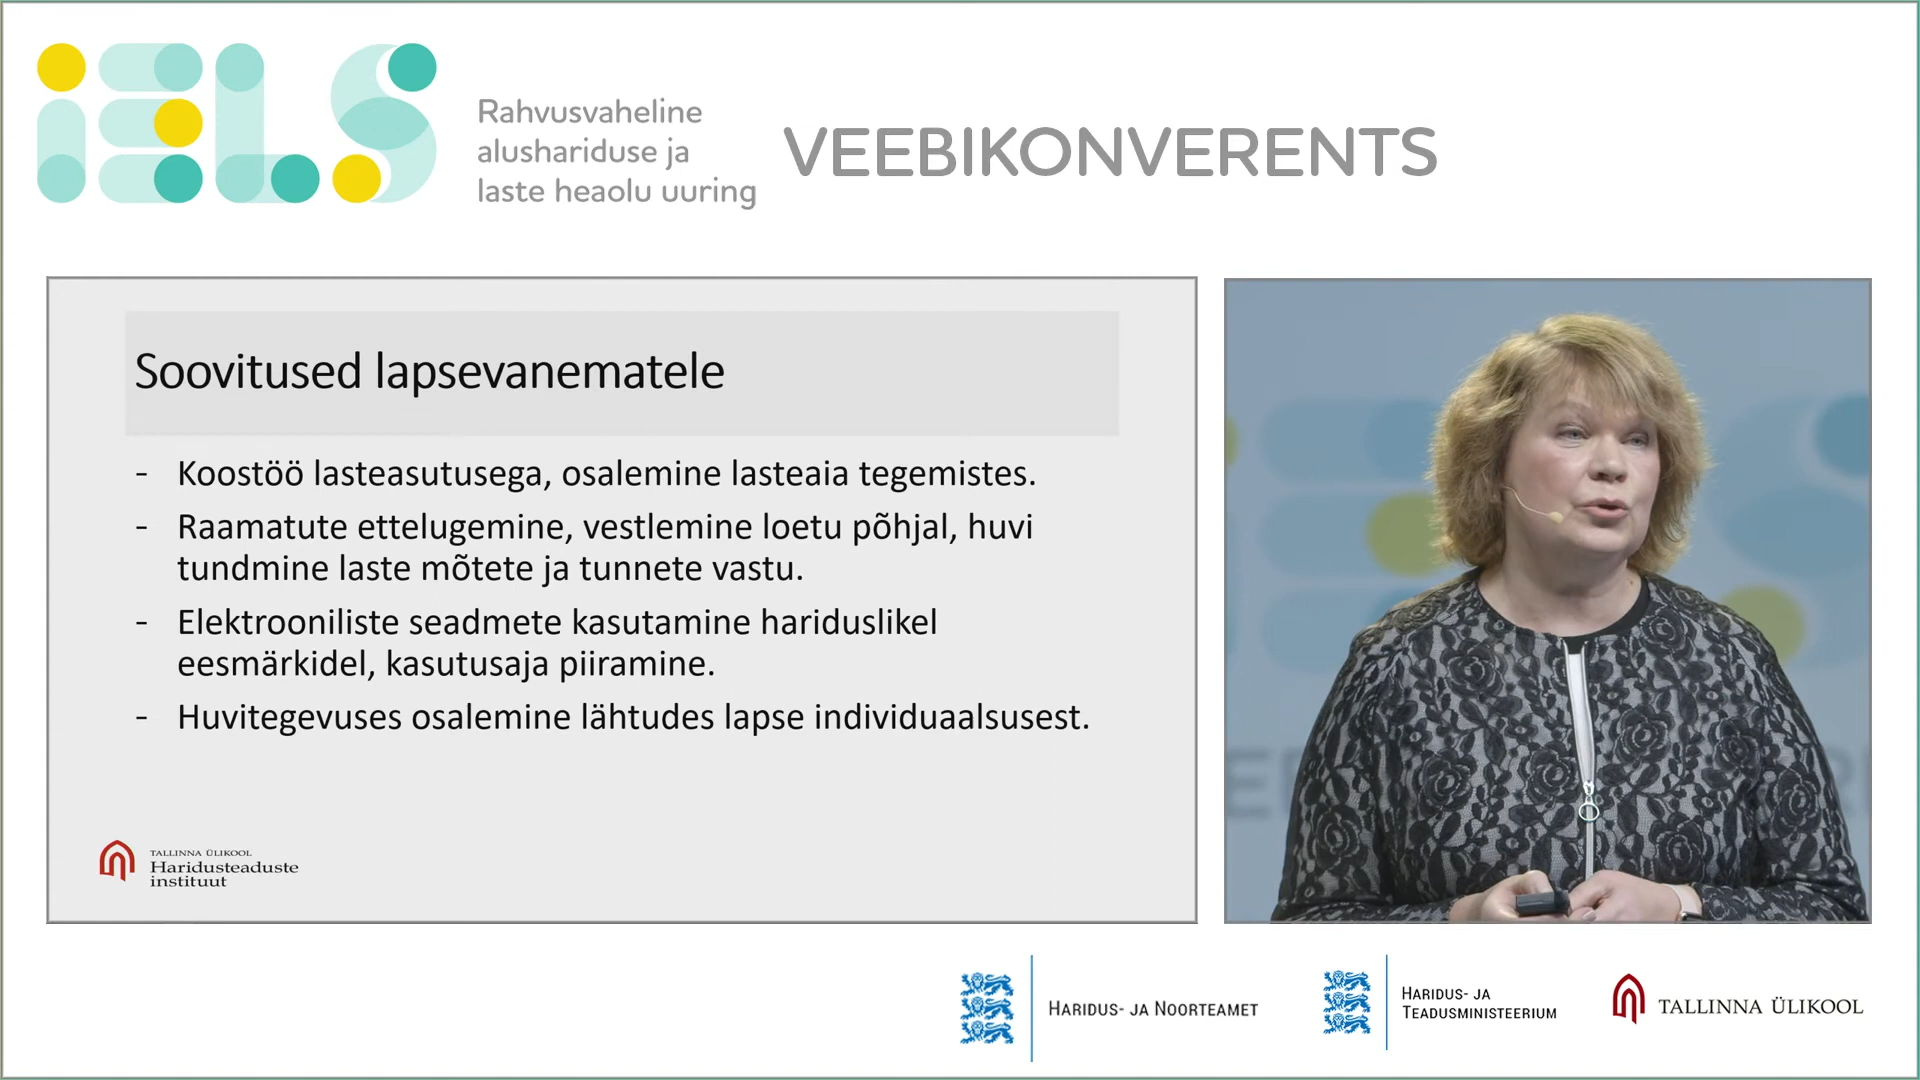 iELS
Rahvusvaheline
alushariduse ja
laste heaolu uuring
VEEBIKONVERENTS
Soovitused lapsevanematele
- Koostöö lasteasutusega, osalemine lasteaia tegemistes.
- Raamatute ettelugemine, vestlemine loetu põhjal, huvi
tundmine laste mõtete ja tunnete vastu.
- Elektrooniliste seadmete kasutamine hariduslikel
eesmärkidel, kasutusaja piiramine.
- Huvitegevuses osalemine lähtudes lapse individuaalsusest.
TALLINNA ÜLIKOOL
Haridusteaduste
instituut
HARIDUS- JA NOORTEAMET
HARIDUS- JA
TEADUSMINISTEERIUM
TALLINNA ÜLIKOOL